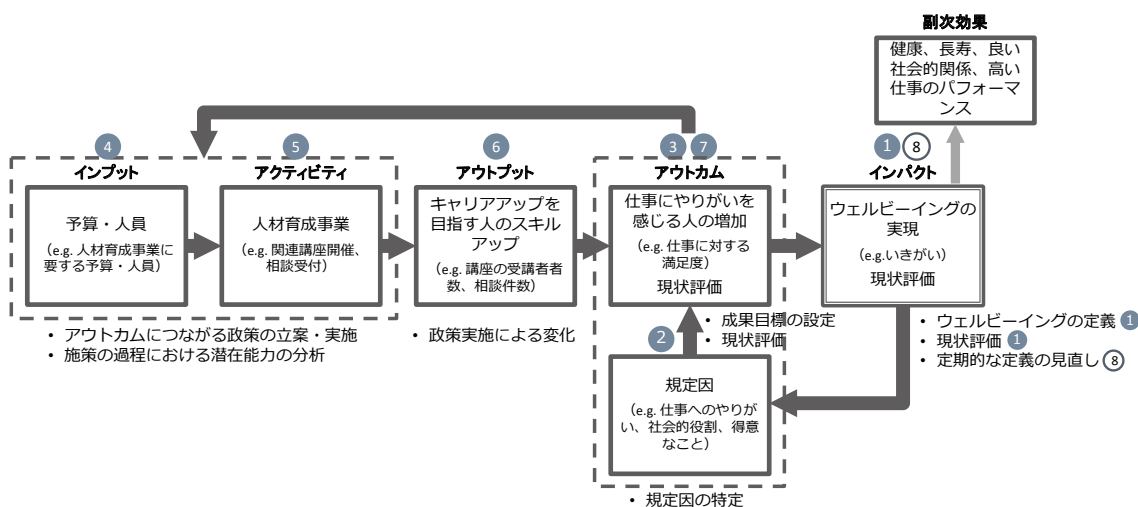 副次効果
健康、長寿、良い
社会的関係、高い
仕事のパフォーマ
ンス
4
インプット
予算・人員
（e.g. 人材育成事業に
要する予算・人員）
5
アクティビティ
人材育成事業
（e.g. 関連講座開催、
相談受付）
• アウトカムにつながる政策の立案・実施
• 施策の過程における潜在能力の分析
6
アウトプット
キャリアアップを
目指す人のスキル
アップ
（e.g. 講座の受講者者
数、相談件数）
• 政策実施による変化
3 7
アウトカム
仕事にやりがいを
感じる人の増加
（e.g. 仕事に対する
満足度）
現状評価
• 成果目標の設定
• 現状評価
2
規定因
（e.g. 仕事へのやりが
い、社会的役割、得意
なこと）
• 規定因の特定
1 8
インパクト
ウェルビーイングの
実現
（e.g.いきがい）
現状評価
• ウェルビーイングの定義 1
• 現状評価 1
• 定期的な定義の見直し 8